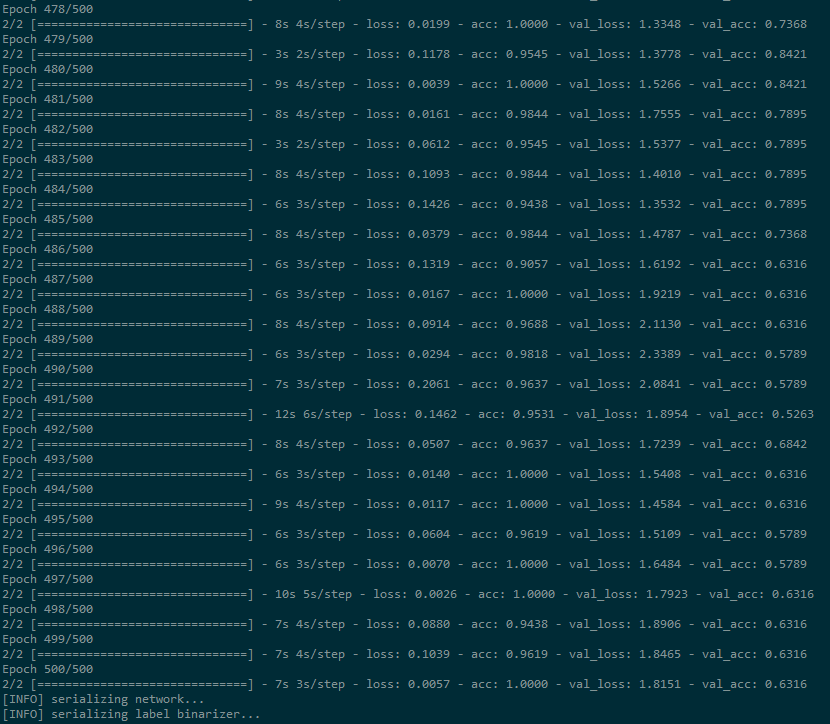 Epoch 478/500
2/2 [==============================] - 8s 4s/step - loss: 0.0199 - acc: 1.0000 - val_loss: 1.3348 - val_acc: 0.7368
Epoch 479/500
2/2 [==============================] - 3s 2s/step - loss: 0.1178 - acc: 0.9545 - val_loss: 1.3778 - val_acc: 0.8421
Epoch 480/500
2/2 [==============================] - 9s 4s/step - loss: 0.0039 - acc: 1.0000 - val_loss: 1.5266 - val_acc: 0.8421
Epoch 481/500
2/2 [==============================] - 8s 4s/step - loss: 0.0161 - acc: 0.9844 - val_loss: 1.7555 - val_acc: 0.7895
Epoch 482/500
2/2 [==============================] - 3s 2s/step - loss: 0.0612 - acc: 0.9545 - val_loss: 1.5377 - val_acc: 0.7895
Epoch 483/500
2/2 [==============================] - 8s 4s/step - loss: 0.1093 - acc: 0.9844 - val_loss: 1.4010 - val_acc: 0.7895
Epoch 484/500
2/2 [==============================] - 6s 3s/step - loss: 0.1426 - acc: 0.9438 - val_loss: 1.3532 - val_acc: 0.7895
Epoch 485/500
2/2 [==============================] - 8s 4s/step - loss: 0.0379 - acc: 0.9844 - val_loss: 1.4787 - val_acc: 0.7368
Epoch 486/500
2/2 [==============================] - 6s 3s/step - loss: 0.1319 - acc: 0.9057 - val_loss: 1.6192 - val_acc: 0.6316
Epoch 487/500
2/2 [==============================] - 6s 3s/step - loss: 0.0167 - acc: 1.0000 - val_loss: 1.9219 - val_acc: 0.6316
Epoch 488/500
2/2 [==============================] - 8s 4s/step - loss: 0.0914 - acc: 0.9688 - val_loss: 2.1130 - val_acc: 0.6316
Epoch 489/500
2/2 [==============================] - 6s 3s/step - loss: 0.0294 - acc: 0.9818 - val_loss: 2.3389 - val_acc: 0.5789
Epoch 490/500
2/2 [==============================] - 7s 3s/step - loss: 0.2061 - acc: 0.9637 - val_loss: 2.0841 - val_acc: 0.5789
Epoch 491/500
2/2 [==============================] - 12s 6s/step - loss: 0.1462 - acc: 0.9531 - val_loss: 1.8954 - val_acc: 0.5263
Epoch 492/500
2/2 [==============================] - 8s 4s/step - loss: 0.0507 - acc: 0.9637 - val_loss: 1.7239 - val_acc: 0.6842
Epoch 493/500
2/2 [==============================] - 6s 3s/step - loss: 0.0140 - acc: 1.0000 - val_loss: 1.5408 - val_acc: 0.6316
Epoch 494/500
2/2 [==============================] - 9s 4s/step - loss: 0.0117 - acc: 1.0000 - val_loss: 1.4584 - val_acc: 0.6316
Epoch 495/500
2/2 [==============================] - 6s 3s/step - loss: 0.0604 - acc: 0.9619 - val_loss: 1.5109 - val_acc: 0.5789
Epoch 496/500
2/2 [==============================] - 6s 3s/step - loss: 0.0070 - acc: 1.0000 - val_loss: 1.6484 - val_acc: 0.5789
Epoch 497/500
2/2 [==============================] - 10s 5s/step - loss: 0.0026 - acc: 1.0000 - val_loss: 1.7923 - val_acc: 0.6316
Epoch 498/500
2/2 [==============================] - 7s 4s/step - loss: 0.0880 - acc: 0.9438 - val_loss: 1.8906 - val_acc: 0.6316
Epoch 499/500
2/2 [==============================] - 7s 4s/step - loss: 0.1039 - acc: 0.9619 - val_loss: 1.8465 - val_acc: 0.6316
Epoch 500/500
2/2 [==============================] - 7s 3s/step - loss: 0.0057 - acc: 1.0000 - val_loss: 1.8151 - val_acc: 0.6316
[INFO] serializing network...
[INFO] serializing label binarizer...